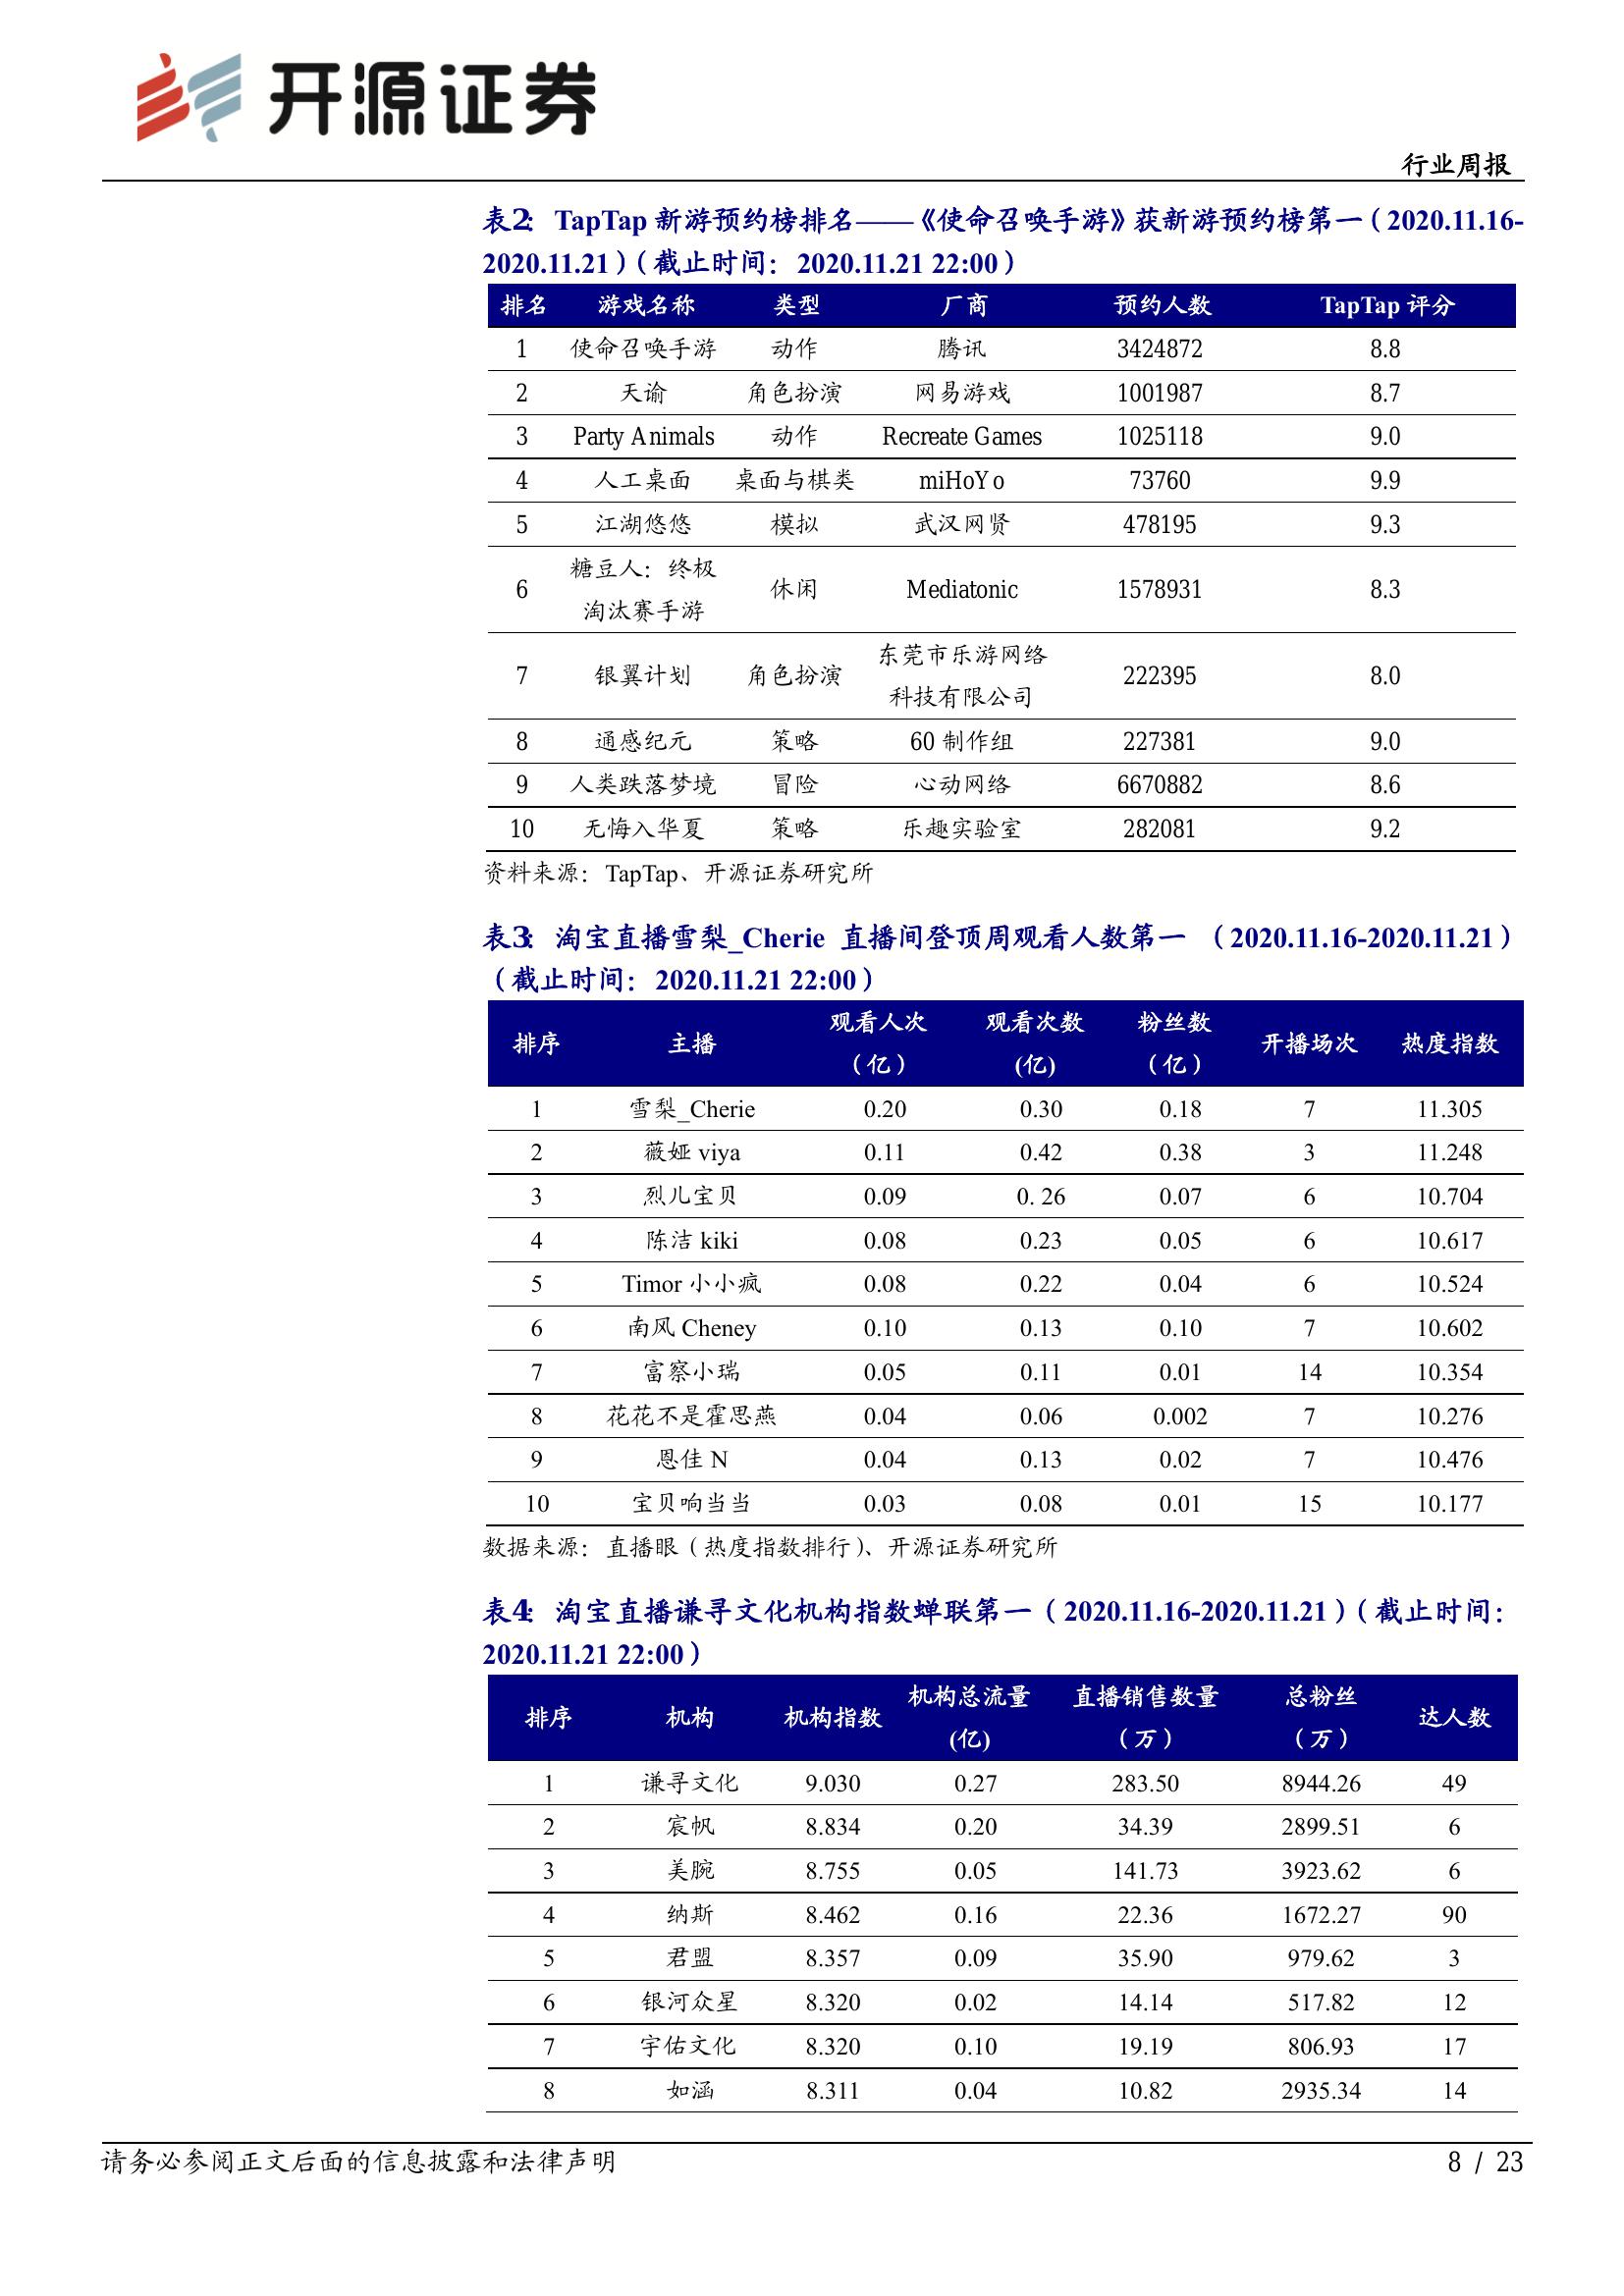 开源证券
行业周报
表2: TapTap 新游预约榜排名——《使命召唤手游》获新游预约榜第一（2020.11.16-
2020.11.21）（截止时间：2020.11.21 22:00）
排名 游戏名称 类型 厂商 预约人数 TapTap 评分
1 使命召唤手游 动作 腾讯 3424872 8.8
2 天谕 角色扮演 网易游戏 1001987 8.7
3 Party Animals 动作 Recreate Games 1025118 9.0
4 人工桌面 桌面与棋类 miHoYo 73760 9.9
5 江湖悠悠 模拟 武汉网贤 478195 9.3
糖豆人：终极
6 休闲 Mediatonic 1578931 8.3
淘汰赛手游
东莞市乐游网络
7 银翼计划 角色扮演 222395 8.0
科技有限公司
8 通感纪元 策略 60 制作组 227381 9.0
9 人类跌落梦境 冒险 心动网络 6670882 8.6
10 无悔入华夏 策略 乐趣实验室 282081 9.2
资料来源：TapTap、开源证券研究所
表3: 淘宝直播雪梨_Cherie 直播间登顶周观看人数第一 （2020.11.16-2020.11.21）
（截止时间：2020.11.21 22:00）
观看人次 观看次数 粉丝数
排序 主播 开播场次 热度指数
（亿） (亿) （亿）
1 雪梨_Cherie 0.20 0.30 0.18 7 11.305
2 薇娅 viya 0.11 0.42 0.38 3 11.248
3 烈儿宝贝 0.09 0. 26 0.07 6 10.704
4 陈洁 kiki 0.08 0.23 0.05 6 10.617
5 Timor 小小疯 0.08 0.22 0.04 6 10.524
6 南风 Cheney 0.10 0.13 0.10 7 10.602
7 富察小瑞 0.05 0.11 0.01 14 10.354
8 花花不是霍思燕 0.04 0.06 0.002 7 10.276
9 恩佳 N 0.04 0.13 0.02 7 10.476
10 宝贝响当当 0.03 0.08 0.01 15 10.177
数据来源：直播眼（热度指数排行）、开源证券研究所
表4: 淘宝直播谦寻文化机构指数蝉联第一（2020.11.16-2020.11.21）（截止时间：
2020.11.21 22:00）
机构总流量 直播销售数量 总粉丝
排序 机构 机构指数 达人数
(亿) （万） （万）
1 谦寻文化 9.030 0.27 283.50 8944.26 49
2 宸帆 8.834 0.20 34.39 2899.51 6
3 美腕 8.755 0.05 141.73 3923.62 6
4 纳斯 8.462 0.16 22.36 1672.27 90
5 君盟 8.357 0.09 35.90 979.62 3
6 银河众星 8.320 0.02 14.14 517.82 12
7 宇佑文化 8.320 0.10 19.19 806.93 17
8 如涵 8.311 0.04 10.82 2935.34 14
请务必参阅正文后面的信息披露和法律声明 8 / 23